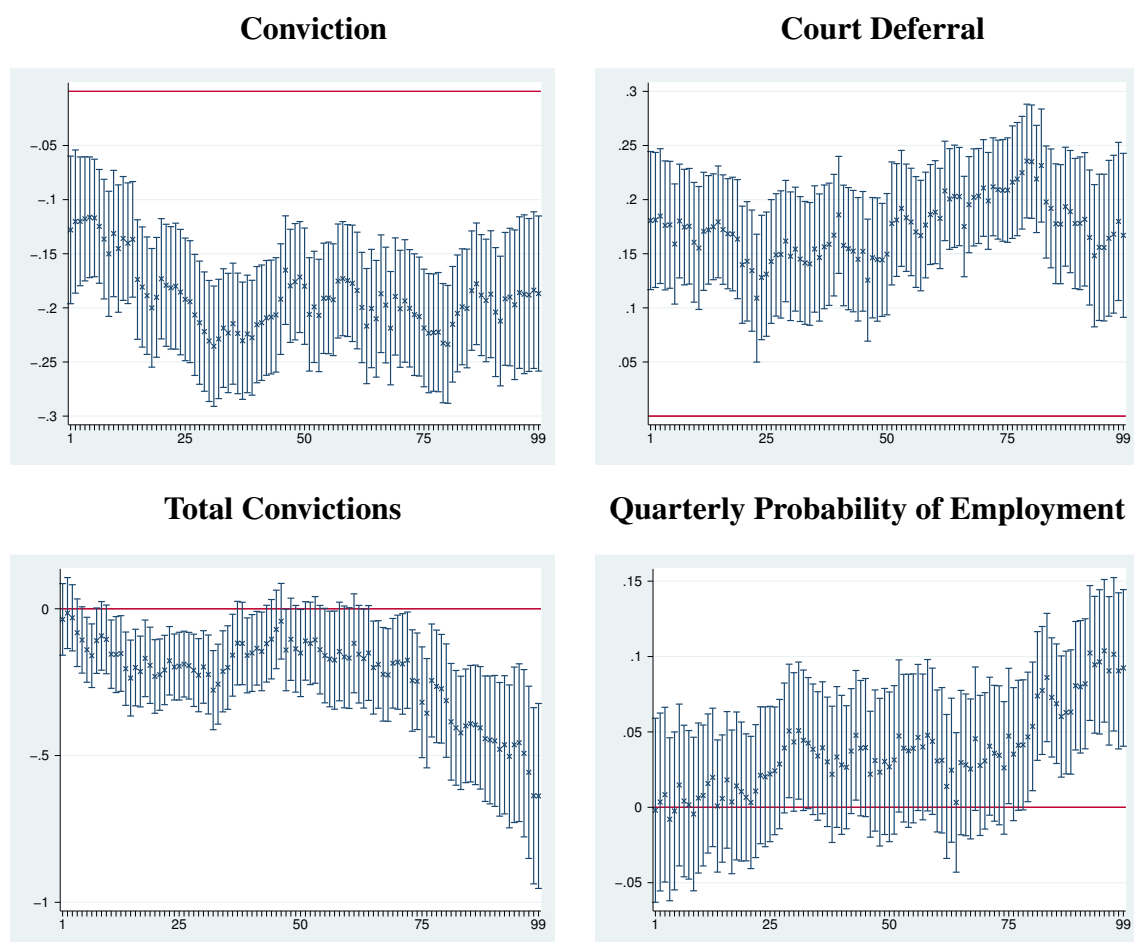 Conviction
Court Deferral
-.05
-.1
-.15
-.2
-.25
-.3
1 25 50 75 99
.3
.25
.2
.15
.1
.05
1 25 50 75 99
Total Convictions
Quarterly Probability of Employment
0
-.5
-1
1 25 50 75 99
.15
.1
.05
0
-.05
1 25 50 75 99